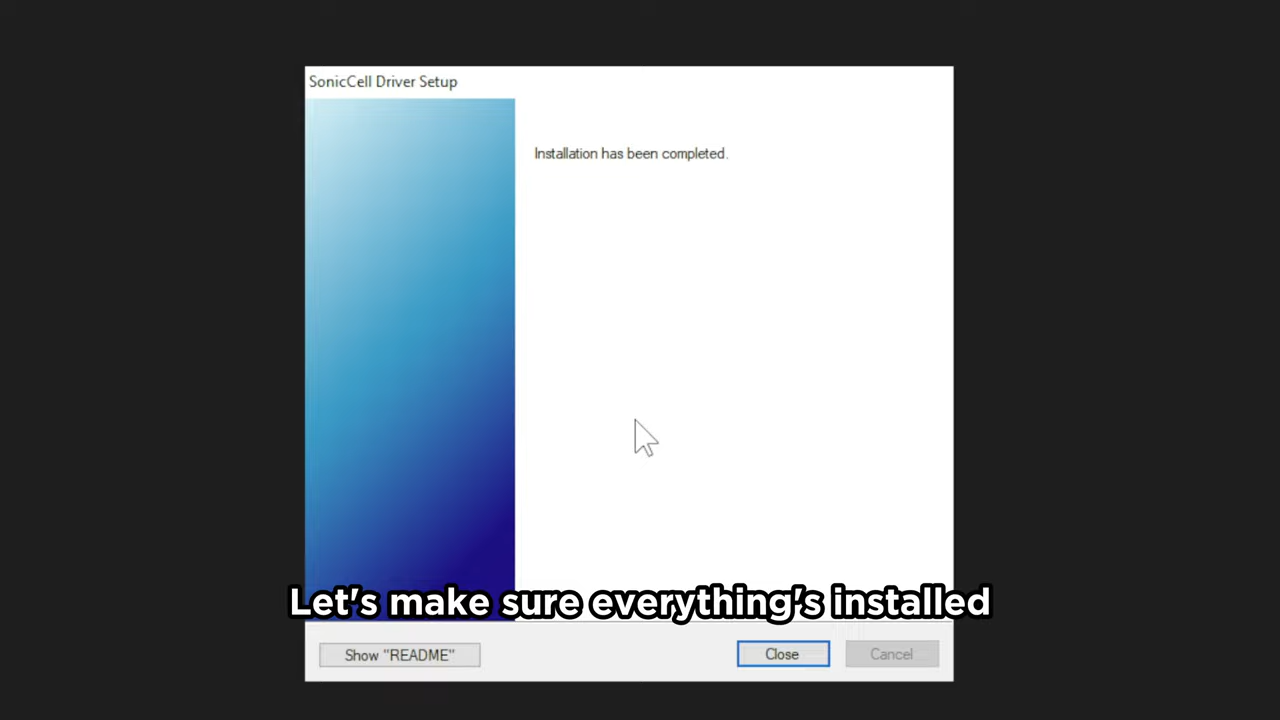 SonicCell Driver Setup
Installation has been completed.
Let's make sure everything's installed
Show "README"
Close
Cancel